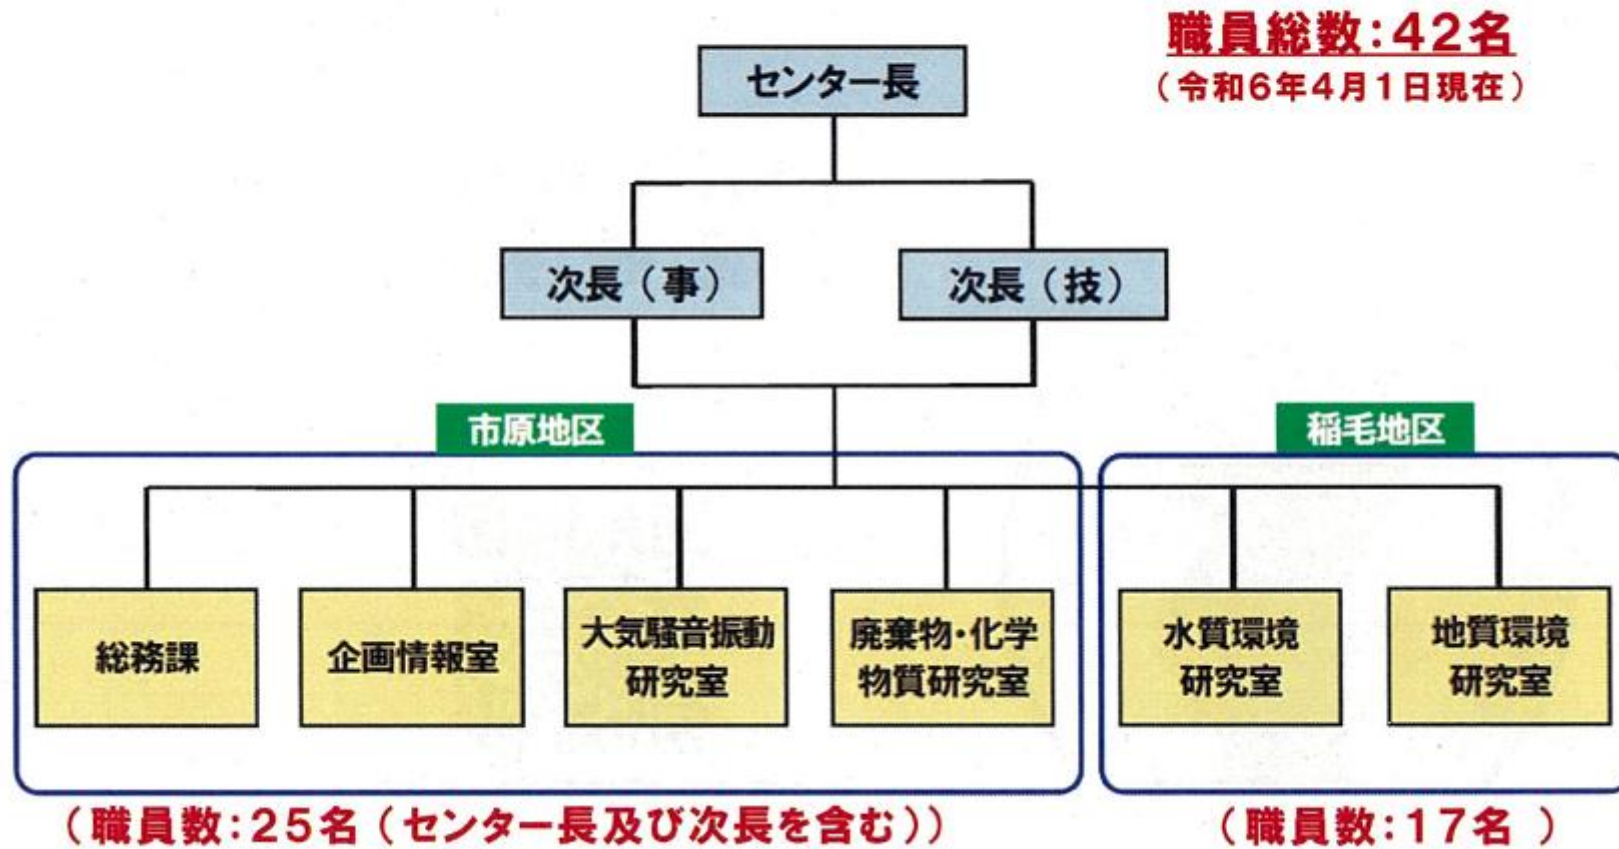 職員総数:42名
(令和6年4月1日現在)
センター長
次長(事)
次長(技)
市原地区
稲毛地区
総務課
企画情報室
大気騒音振動
研究室
廃棄物・化学
物質研究室
水質環境
研究室
地質環境
研究室
(職員数:25名(センター長及び次長を含む))
(職員数:17名 )